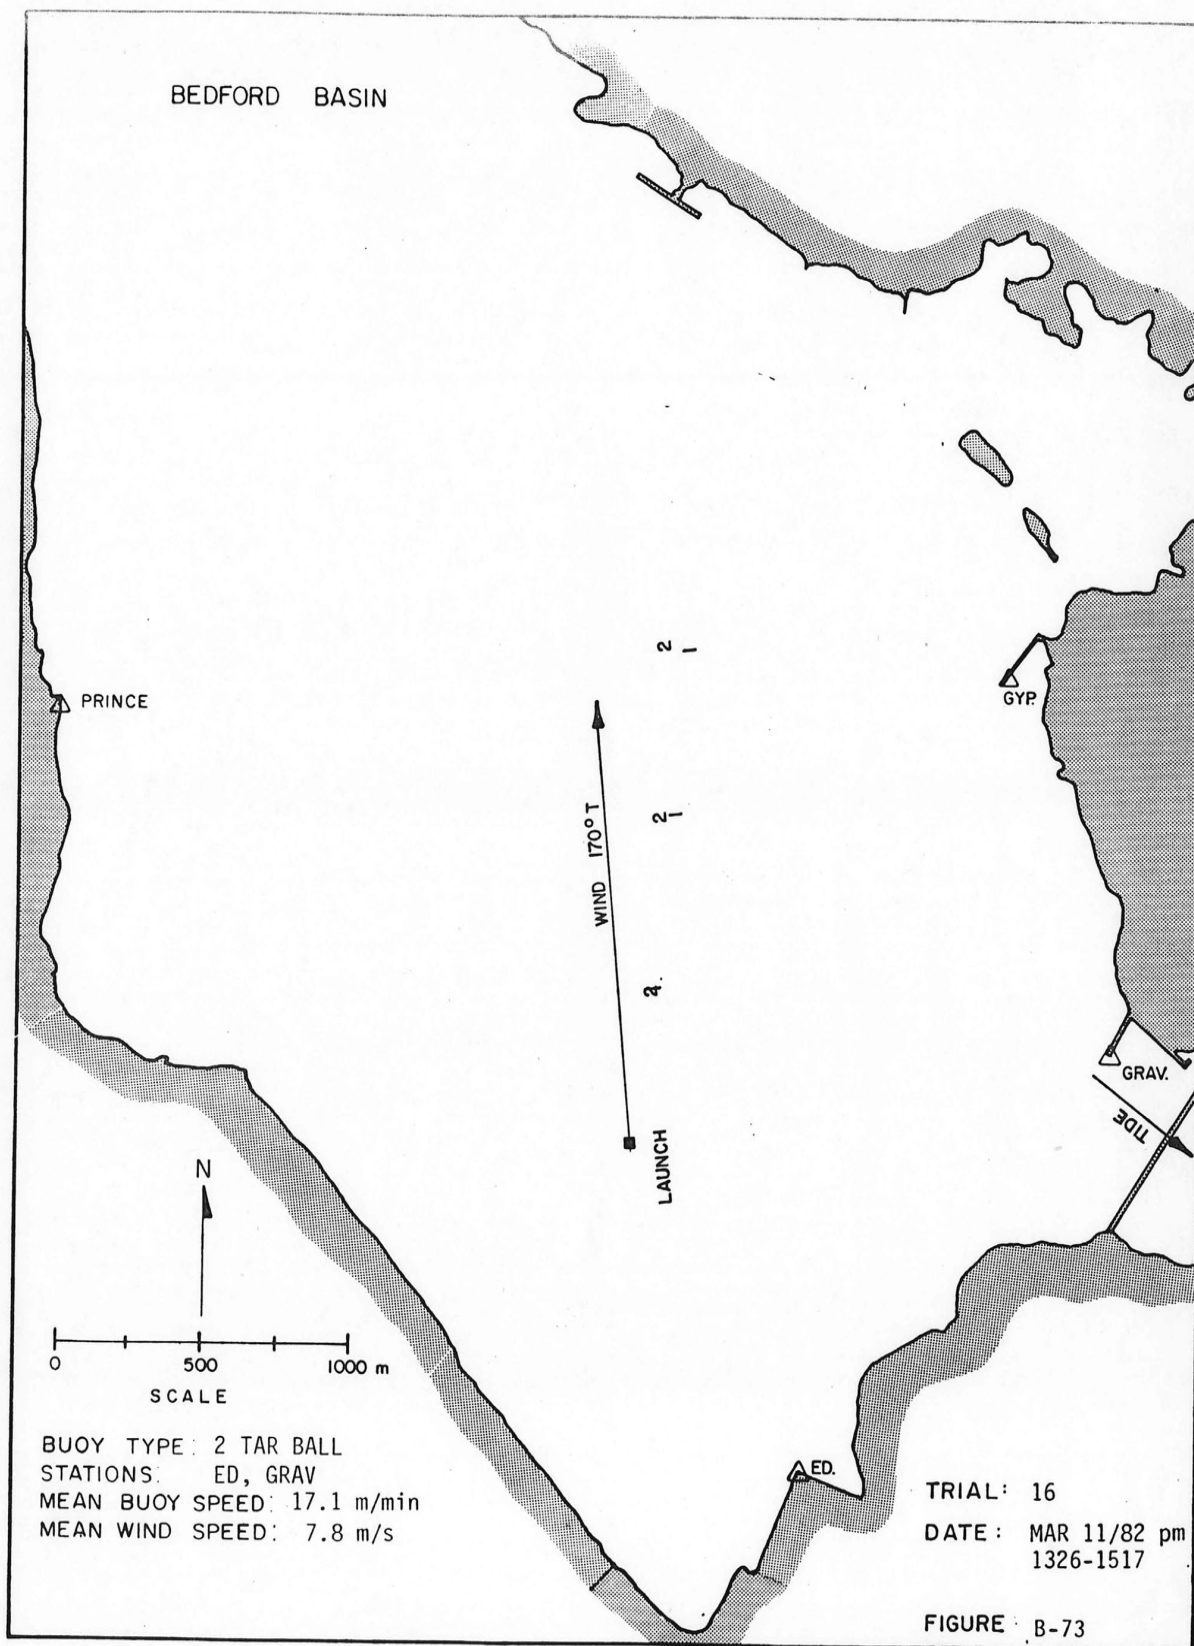 BEDFORD BASIN
2
1
PRINCE
GYP.
2
1
WIND 170°T
GRAV.
TIDE
LAUNCH
N
0 500 1000 m
SCALE
BUOY TYPE: 2 TAR BALL
STATIONS: ED, GRAV
MEAN BUOY SPEED: 17.1 m/min
MEAN WIND SPEED: 7.8 m/s
ED.
TRIAL: 16
DATE: MAR 11/82 pm
1326-1517
FIGURE B-73